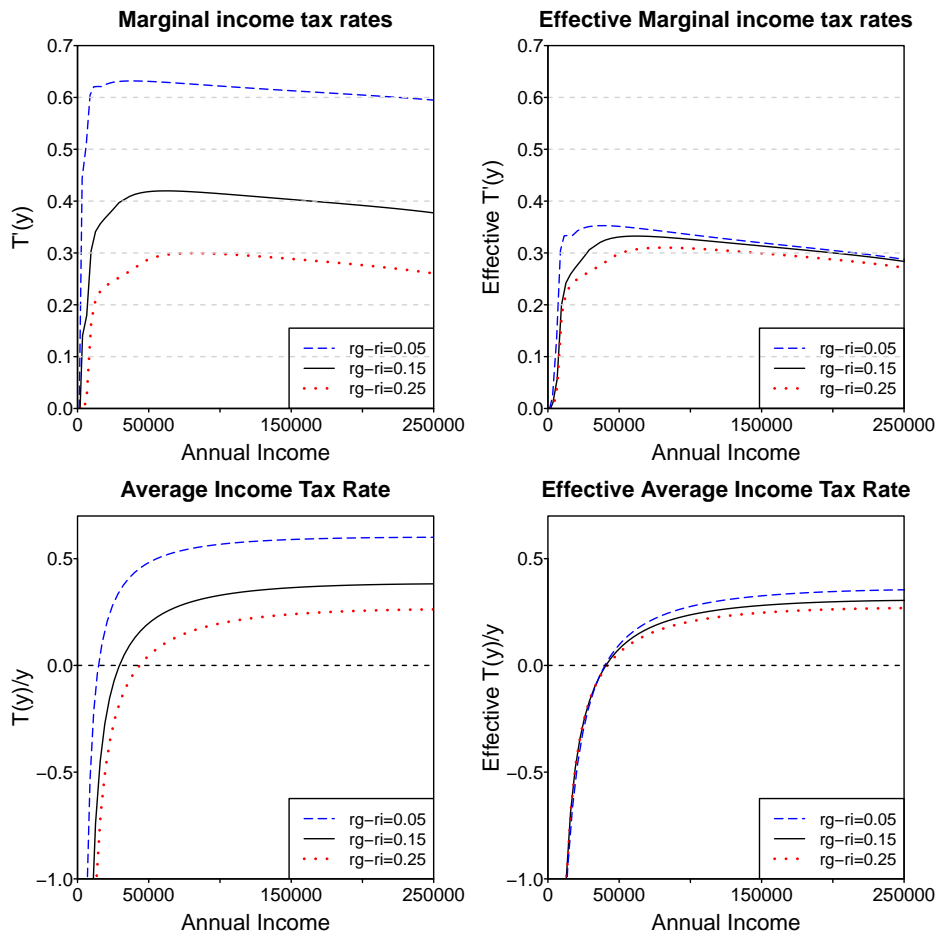 Marginal income tax rates
T'(y)
0.7
0.6
0.5
0.4
0.3
0.2
0.1
0.0
rg−ri=0.05
rg−ri=0.15
rg−ri=0.25
0 50000 150000 250000
Annual Income
Effective Marginal income tax rates
Effective T'(y)
0.7
0.6
0.5
0.4
0.3
0.2
0.1
0.0
rg−ri=0.05
rg−ri=0.15
rg−ri=0.25
0 50000 150000 250000
Annual Income
Average Income Tax Rate
T(y)/y
0.5
0.0
−0.5
−1.0
rg−ri=0.05
rg−ri=0.15
rg−ri=0.25
0 50000 150000 250000
Annual Income
Effective Average Income Tax Rate
Effective T(y)/y
0.5
0.0
−0.5
−1.0
rg−ri=0.05
rg−ri=0.15
rg−ri=0.25
0 50000 150000 250000
Annual Income